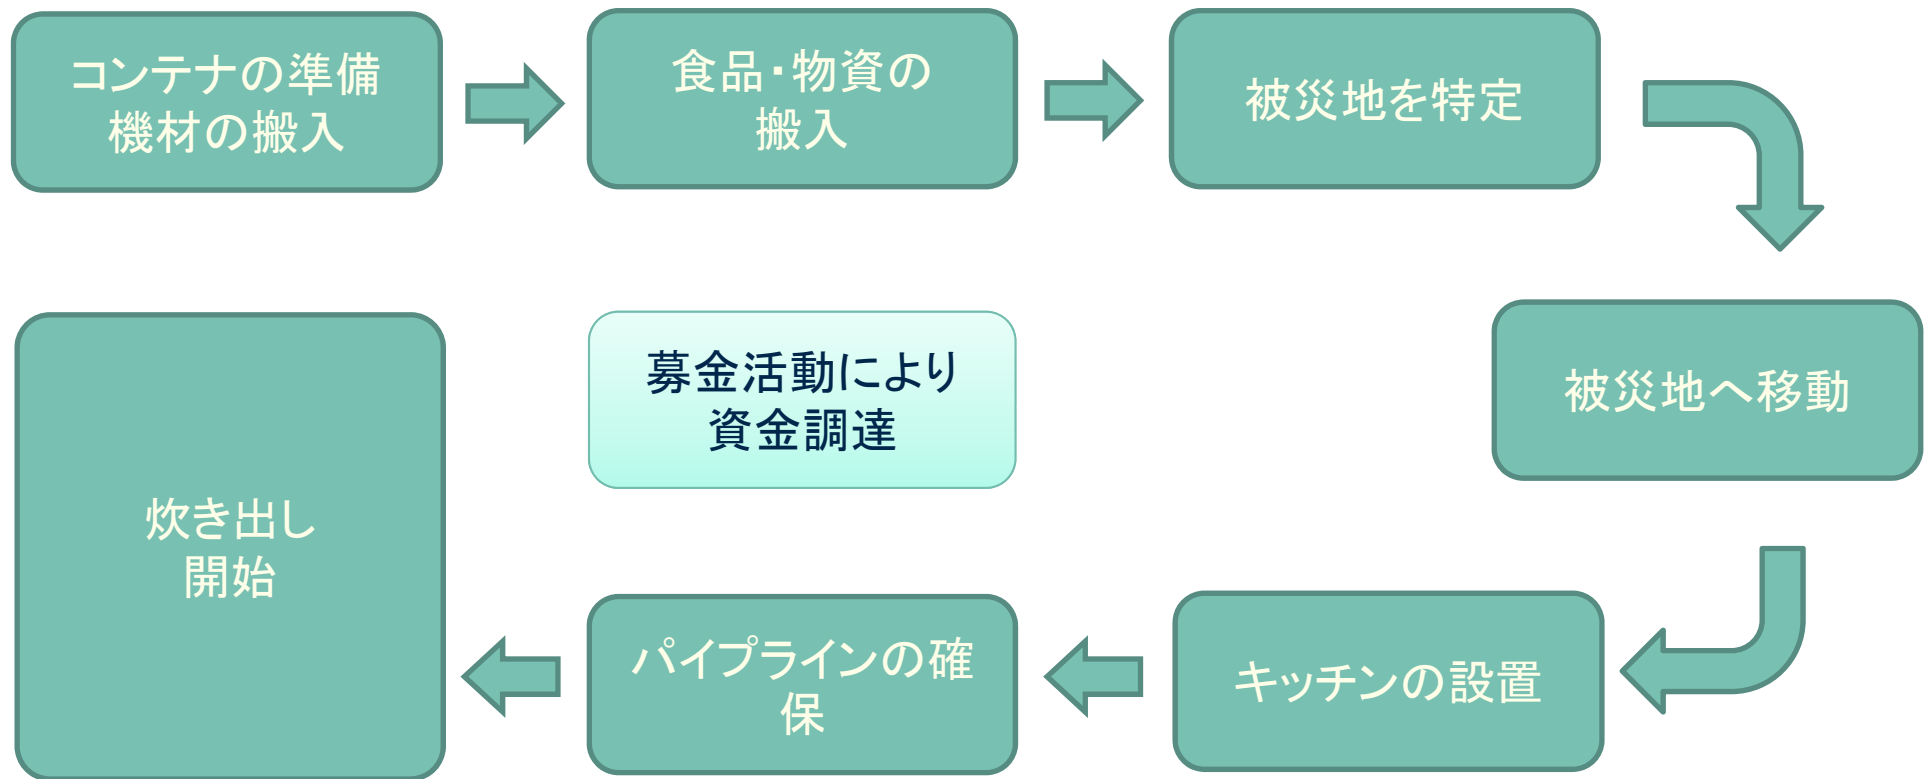 コンテナの準備
機材の搬入
食品・物資の
搬入
被災地を特定
被災地へ移動
キッチンの設置
パイプラインの確
保
炊き出し
開始
募金活動により
資金調達